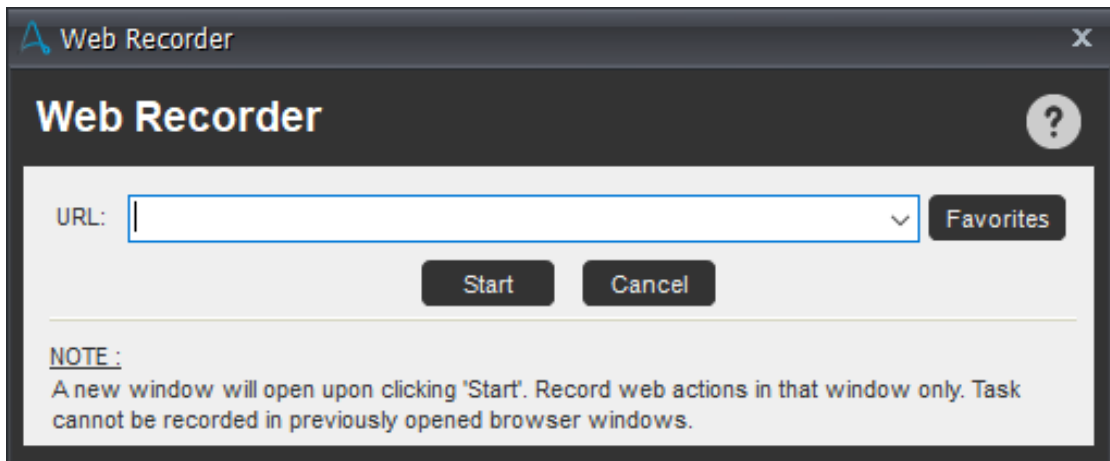 Web Recorder
x
Web Recorder
?
URL:
Favorites
Start
Cancel
NOTE :
A new window will open upon clicking 'Start'. Record web actions in that window only. Task
cannot be recorded in previously opened browser windows.